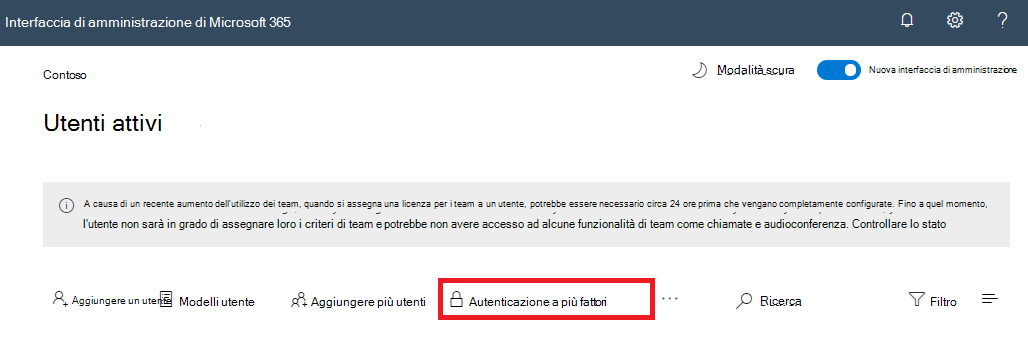 Interfaccia di amministrazione di Microsoft 365
Contoso
Modalità scura
Nuova interfaccia di amministrazione
Utenti attivi
A causa di un recente aumento dell'utilizzo dei team, quando si assegna una licenza per i team a un utente, potrebbe essere necessario circa 24 ore prima che vengano completamente configurate. Fino a quel momento,
l'utente non sarà in grado di assegnare loro i criteri di team e potrebbe non avere accesso ad alcune funzionalità di team come chiamate e audioconferenza. Controllare lo stato
Aggiungere un utente
Modelli utente
Aggiungere più utenti
Autenticazione a più fattori
Ricerca
Filtro